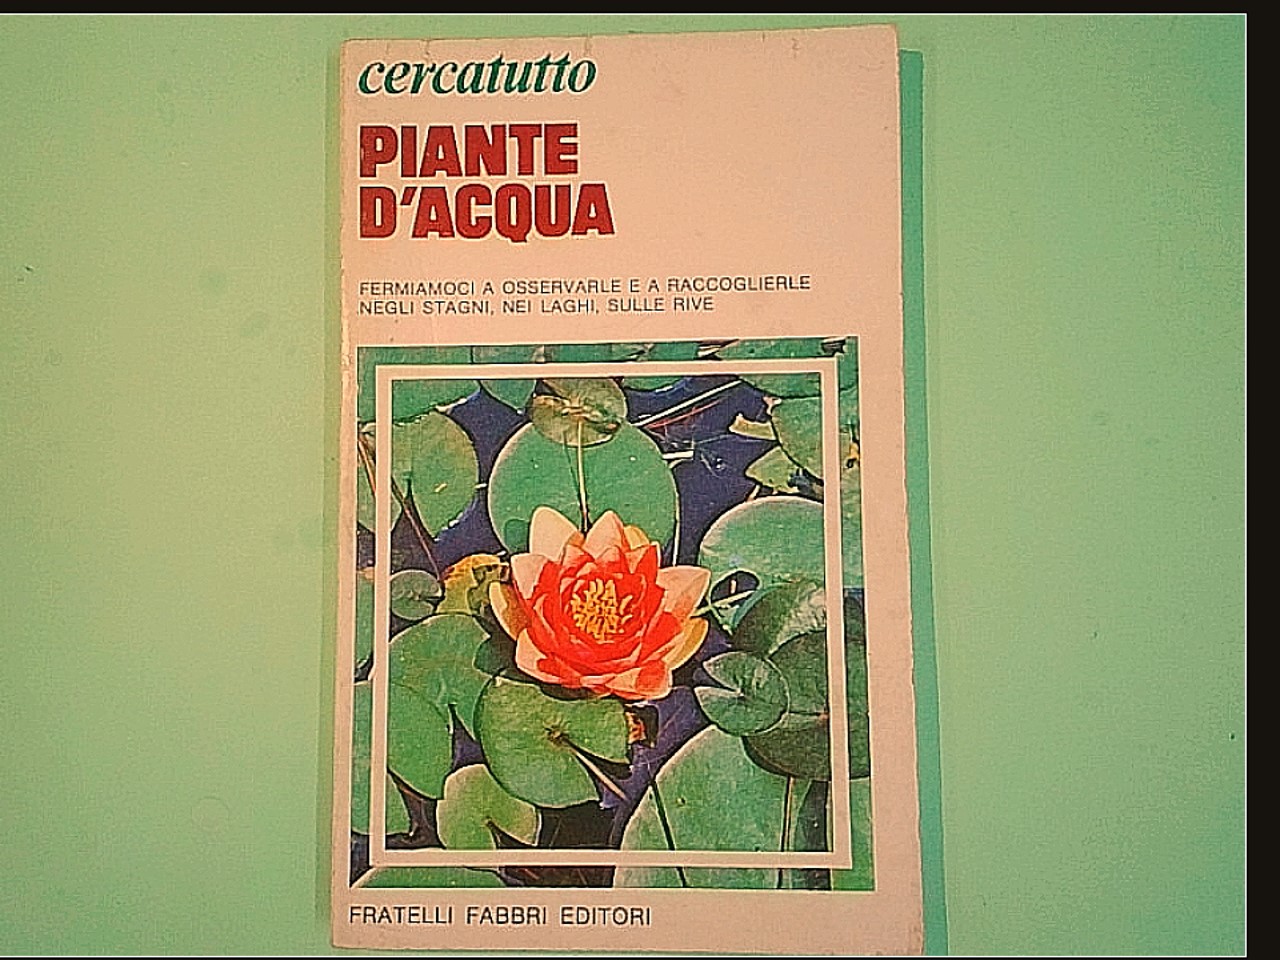 cercatutto
PIANTE
D'ACQUA
FERMIAMOCI A OSSERVARLE E A RACCOGLIERLE
NEGLI STAGNI, NEI LAGHI, SULLE RIVE
FRATELLI FABBRI EDITORI